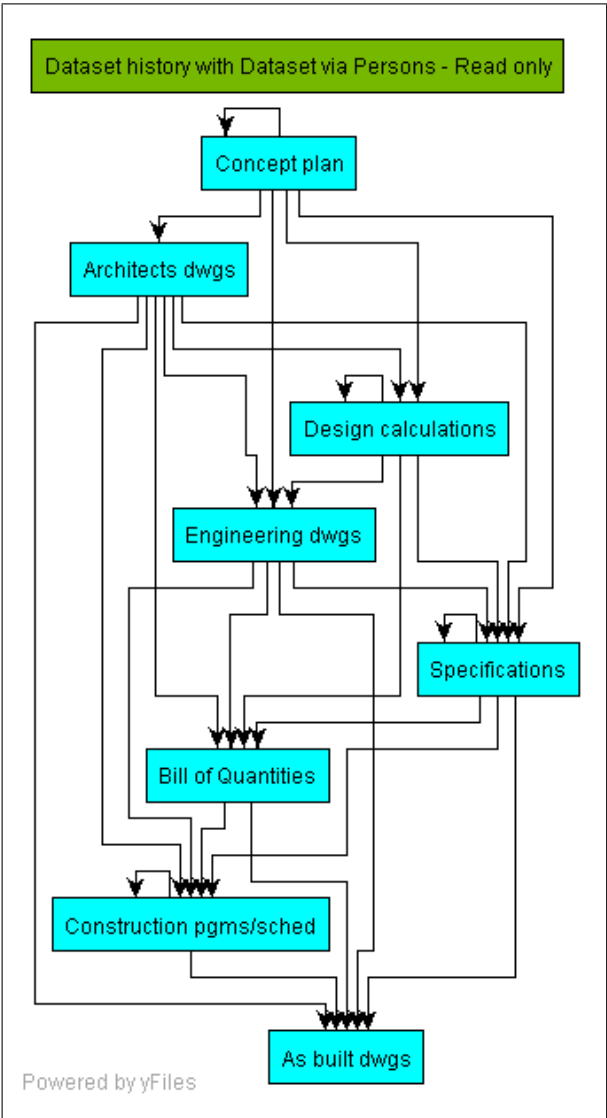 Dataset history with Dataset via Persons - Read only
Concept plan
Architects dwgs
Design calculations
Engineering dwgs
Specifications
Bill of Quantities
Construction pgms/sched
As built dwgs
Powered by yFiles